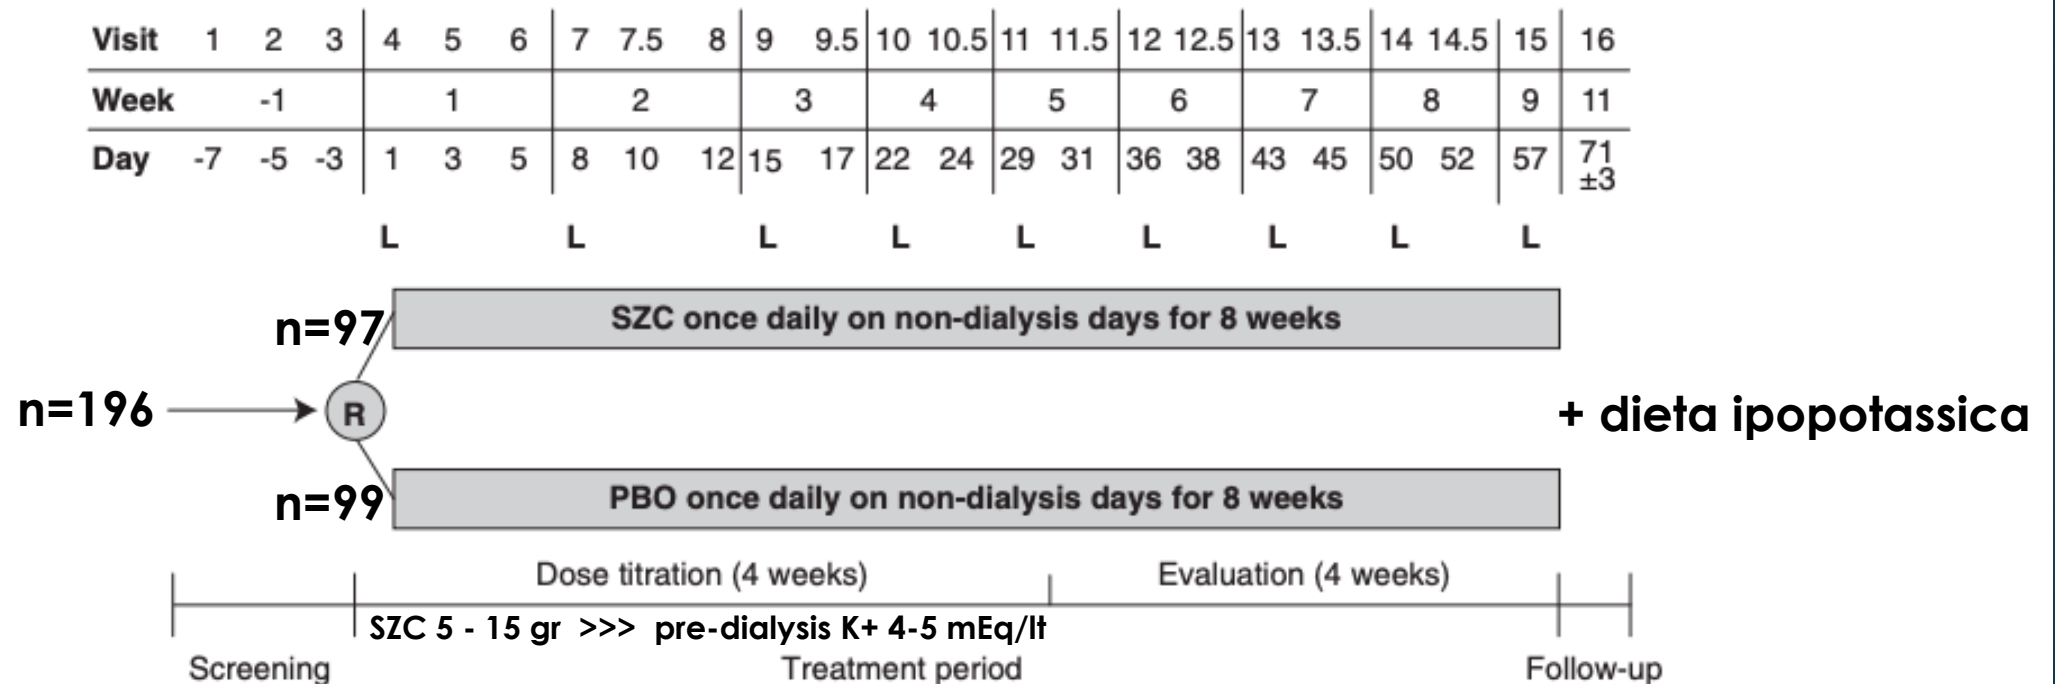 Visit 1 2 3 4 5 6 7 7.5 8 9 9.5 10 10.5 11 11.5 12 12.5 13 13.5 14 14.5 15 16
Week -1 1 2 3 4 5 6 7 8 9 11
Day -7 -5 -3 1 3 5 8 10 12 15 17 22 24 29 31 36 38 43 45 50 52 57 71 ±3
L L L L L L L L L
n=97 SZC once daily on non-dialysis days for 8 weeks
n=196 R + dieta ipopotassica
n=99 PBO once daily on non-dialysis days for 8 weeks
Dose titration (4 weeks) Evaluation (4 weeks)
SZC 5 - 15 gr >>> pre-dialysis K+ 4-5 mEq/lt
Screening Treatment period Follow-up